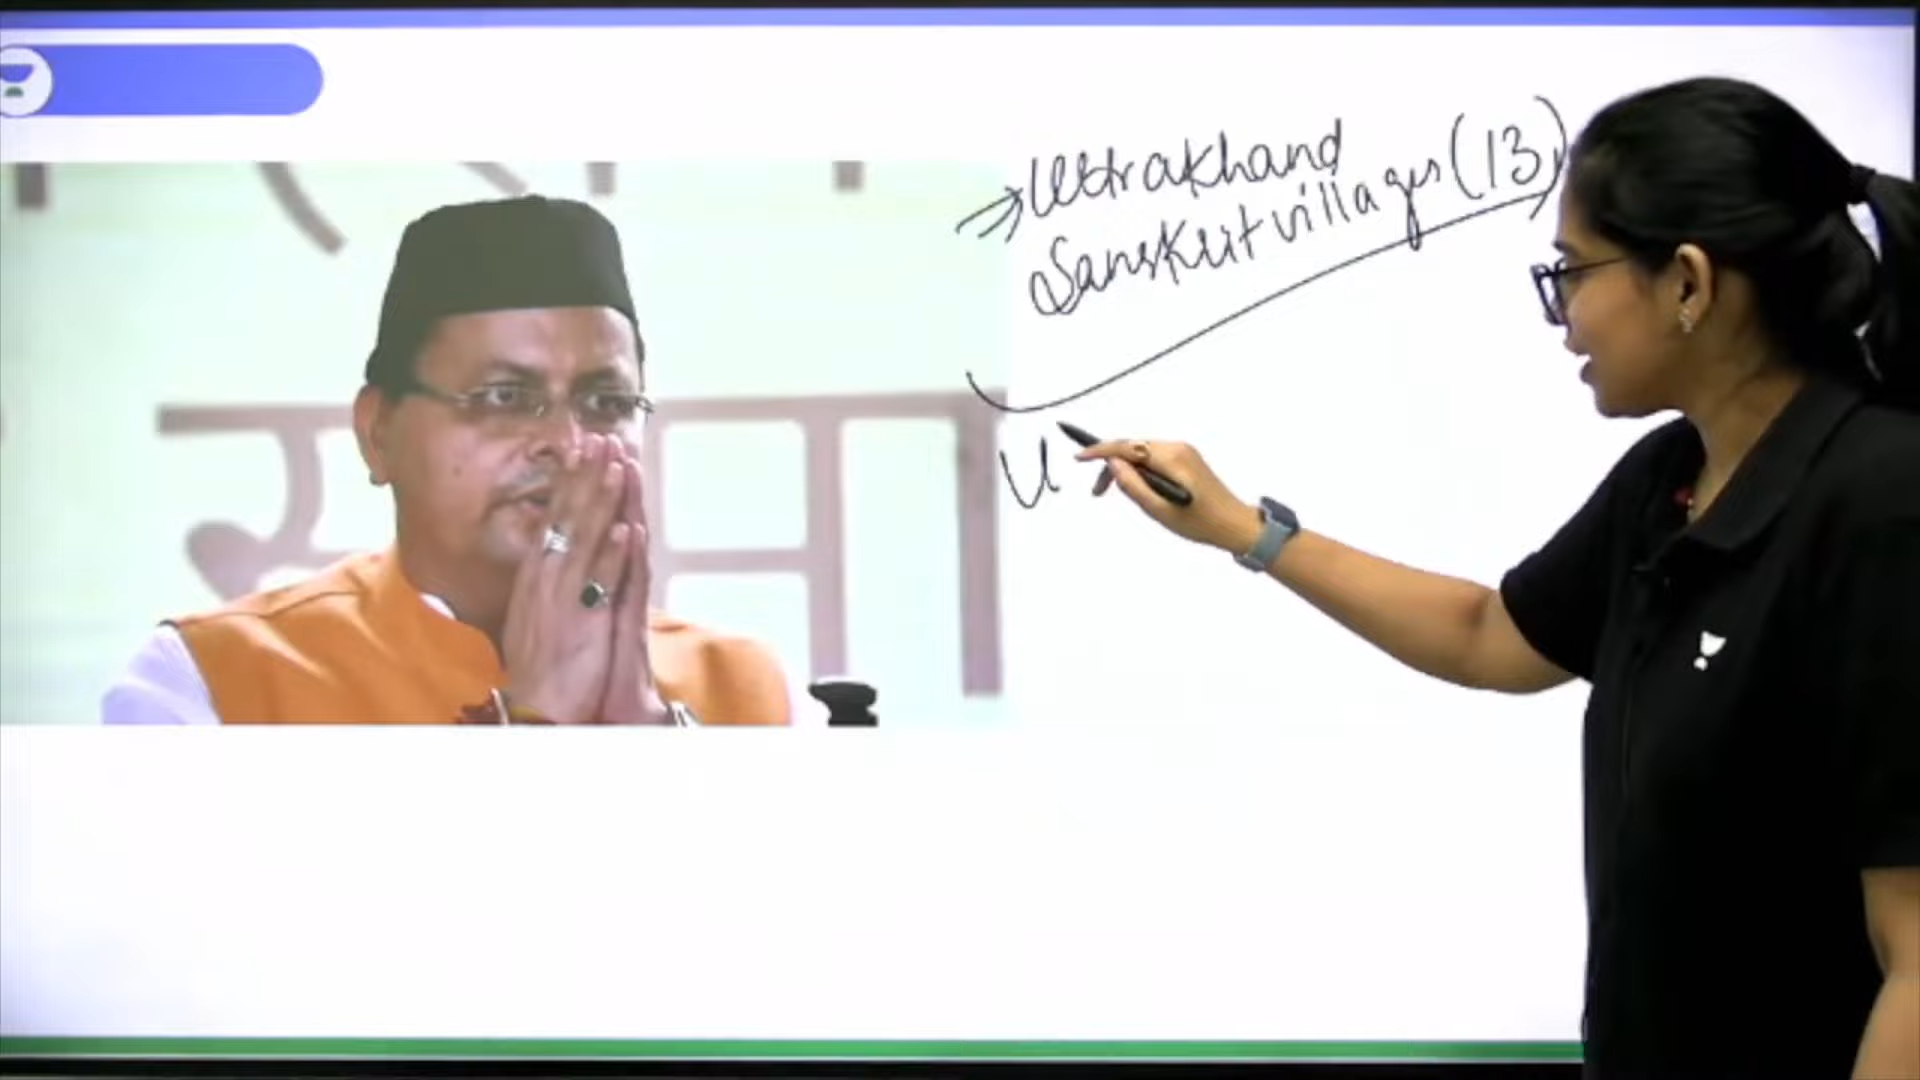 ⇒ Uttrakhand
Sanskrit villages (13)
U